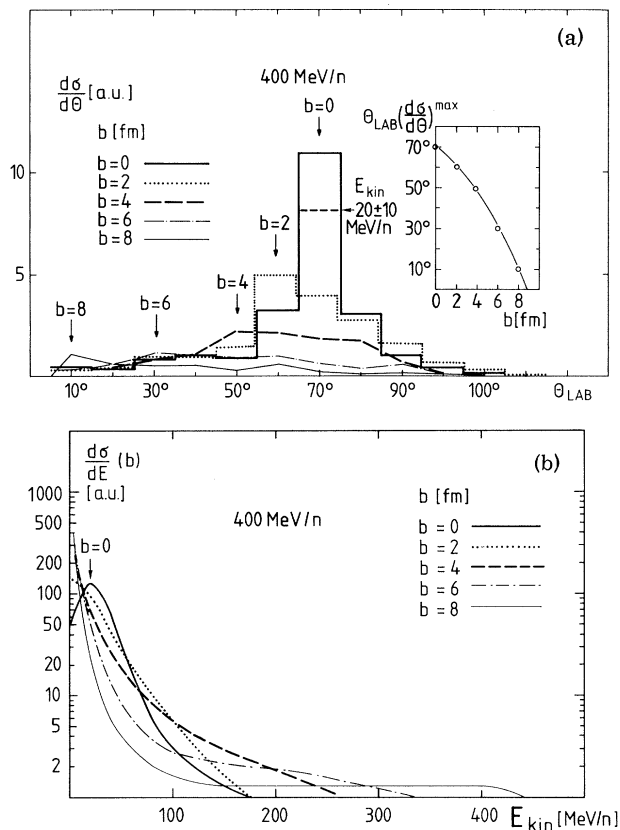 (a)
dσ/dΘ [a.u.]
400 MeV/n
b=0
Θ_LAB (dσ/dΘ)^max
b [fm]
b=0
b=2
b=4
b=6
b=8
10
5
E_kin
20±10
MeV/n
b=2
b=4
b=6
b=8
70°
50°
30°
10°
0 2 4 6 8
b[fm]
10° 30° 50° 70° 90° 100° Θ_LAB
(b)
dσ/dE (b)
[a.u.]
400 MeV/n
b=0
b [fm]
b = 0
b = 2
b = 4
b = 6
b = 8
1000
500
200
100
50
20
10
5
2
100 200 300 400 E_kin [MeV/n]